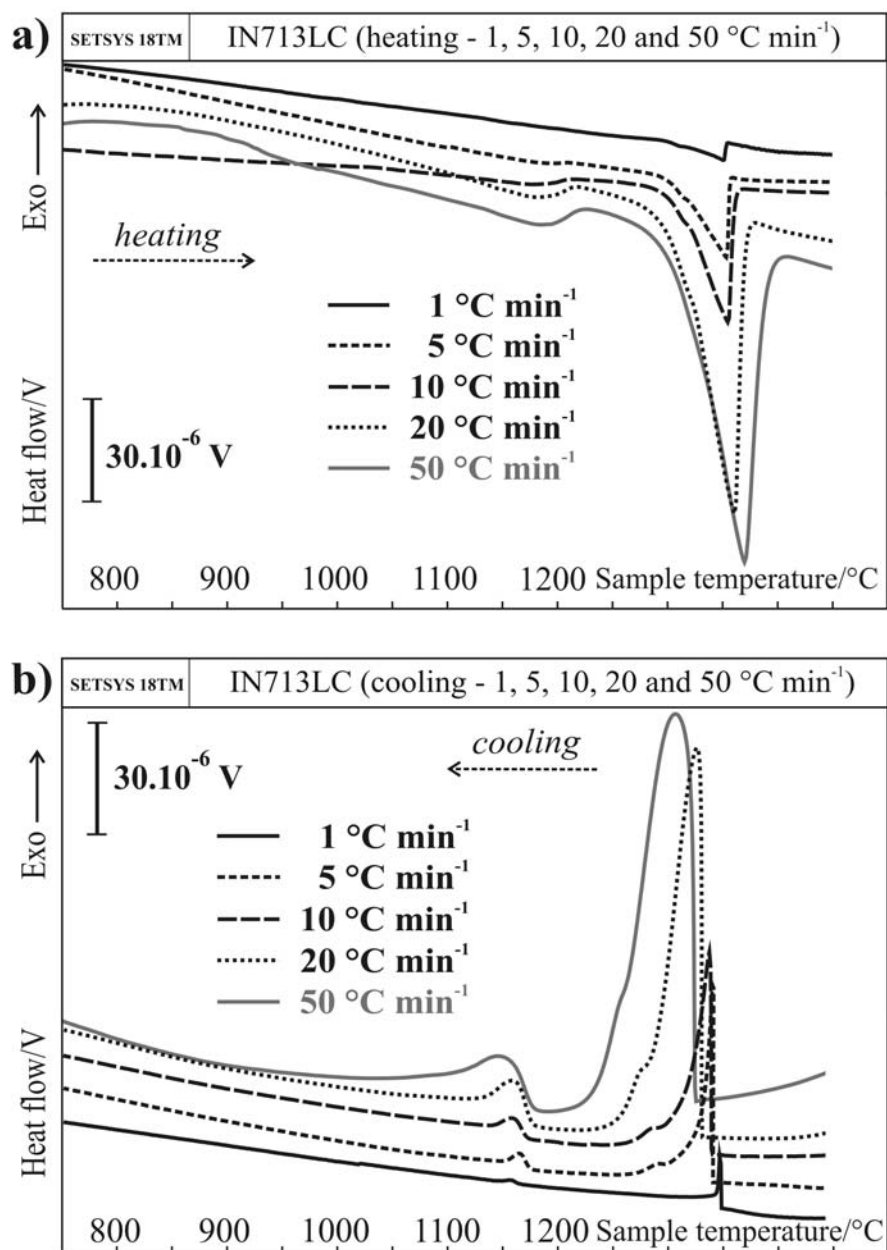 a)
SETSYS 18TM
IN713LC (heating - 1, 5, 10, 20 and 50 °C min⁻¹)
Exo
heating
1 °C min⁻¹
5 °C min⁻¹
10 °C min⁻¹
20 °C min⁻¹
50 °C min⁻¹
30.10⁻⁶ V
Heat flow/V
800 900 1000 1100 1200 Sample temperature/°C
b)
SETSYS 18TM
IN713LC (cooling - 1, 5, 10, 20 and 50 °C min⁻¹)
Exo
30.10⁻⁶ V
cooling
1 °C min⁻¹
5 °C min⁻¹
10 °C min⁻¹
20 °C min⁻¹
50 °C min⁻¹
Heat flow/V
800 900 1000 1100 1200 Sample temperature/°C